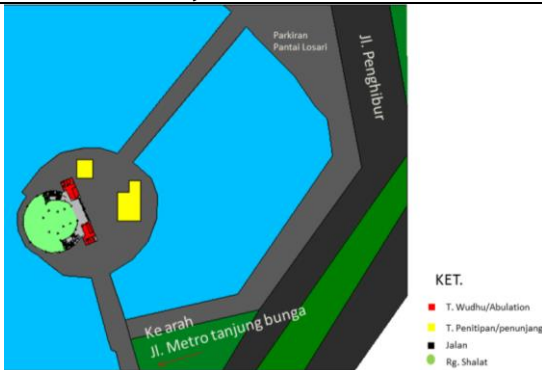 Parkiran
Pantai Losari
Jl. Penghibur
Ke arah
Jl. Metro tanjung bunga
KET.
T. Wudhu/Abulation
T. Penitipan/penunjang
Jalan
Rg. Shalat